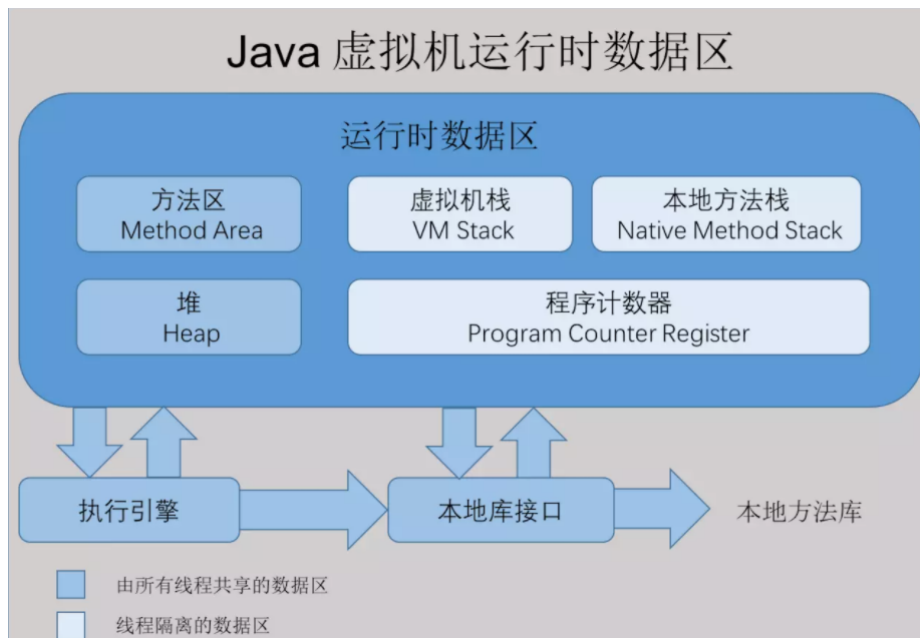 Java 虚拟机运行时数据区
运行时数据区
方法区
Method Area
虚拟机栈
VM Stack
本地方法栈
Native Method Stack
堆
Heap
程序计数器
Program Counter Register
执行引擎
本地库接口
本地方法库
由所有线程共享的数据区
线程隔离的数据区